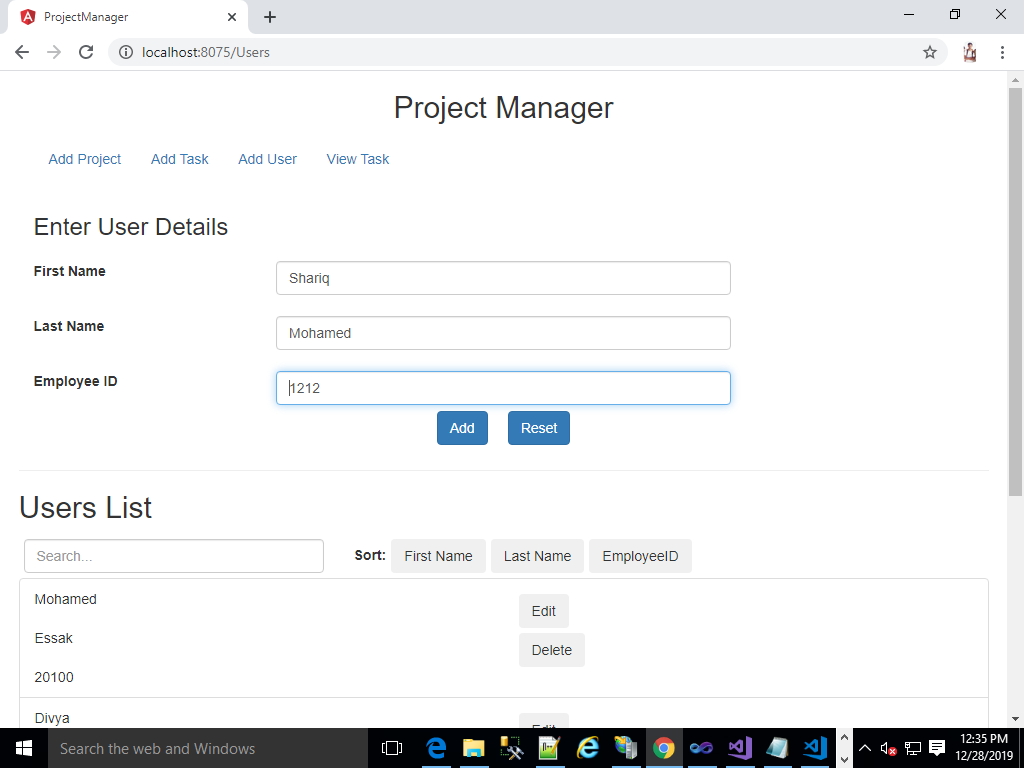 ProjectManager
localhost:8075/Users
Project Manager
Add Project Add Task Add User View Task
Enter User Details
First Name Shariq
Last Name Mohamed
Employee ID 1212
Add Reset
Users List
Search... Sort: First Name Last Name EmployeeID
Mohamed Edit
Essak Delete
20100
Divya Edit
Search the web and Windows
12:35 PM
12/28/2019